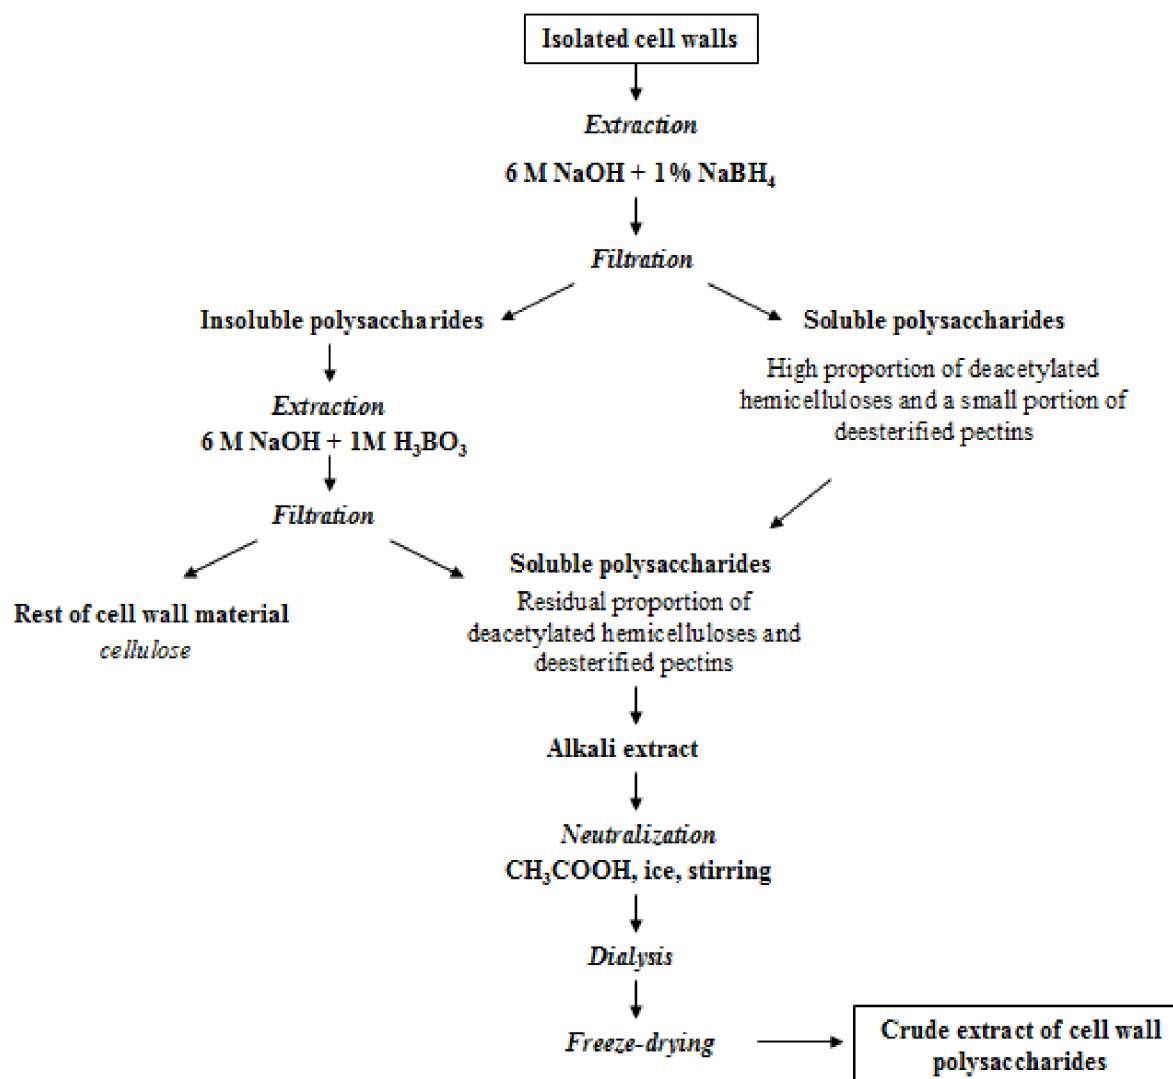 Isolated cell walls
Extraction
6 M NaOH + 1% NaBH₄
Filtration
Insoluble polysaccharides
Soluble polysaccharides
High proportion of deacetylated
hemicelluloses and a small portion of
deesterified pectins
Extraction
6 M NaOH + 1M H₃BO₃
Filtration
Rest of cell wall material
cellulose
Soluble polysaccharides
Residual proportion of
deacetylated hemicelluloses and
deesterified pectins
Alkali extract
Neutralization
CH₃COOH, ice, stirring
Dialysis
Freeze-drying
Crude extract of cell wall
polysaccharides